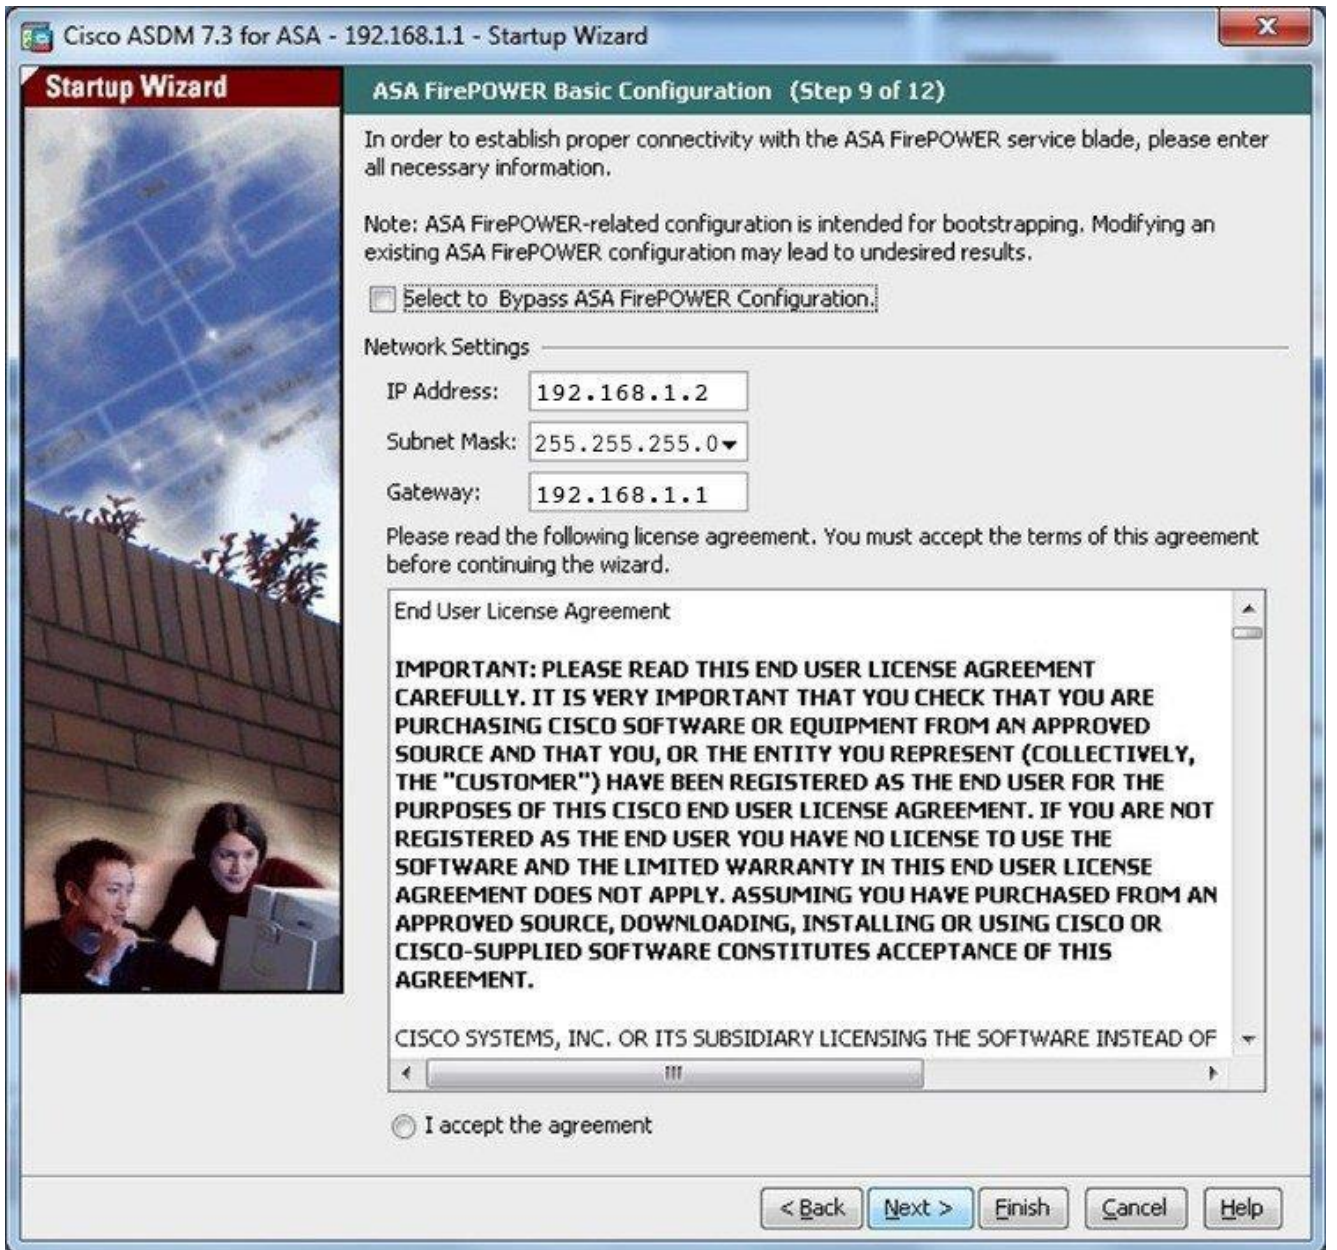 Cisco ASDM 7.3 for ASA - 192.168.1.1 - Startup Wizard
Startup Wizard
ASA FirePOWER Basic Configuration (Step 9 of 12)
In order to establish proper connectivity with the ASA FirePOWER service blade, please enter
all necessary information.
Note: ASA FirePOWER-related configuration is intended for bootstrapping. Modifying an
existing ASA FirePOWER configuration may lead to undesired results.
Select to Bypass ASA FirePOWER Configuration.
Network Settings
IP Address: 192.168.1.2
Subnet Mask: 255.255.255.0
Gateway: 192.168.1.1
Please read the following license agreement. You must accept the terms of this agreement
before continuing the wizard.
End User License Agreement
IMPORTANT: PLEASE READ THIS END USER LICENSE AGREEMENT
CAREFULLY. IT IS VERY IMPORTANT THAT YOU CHECK THAT YOU ARE
PURCHASING CISCO SOFTWARE OR EQUIPMENT FROM AN APPROVED
SOURCE AND THAT YOU, OR THE ENTITY YOU REPRESENT (COLLECTIVELY,
THE "CUSTOMER") HAVE BEEN REGISTERED AS THE END USER FOR THE
PURPOSES OF THIS CISCO END USER LICENSE AGREEMENT. IF YOU ARE NOT
REGISTERED AS THE END USER YOU HAVE NO LICENSE TO USE THE
SOFTWARE AND THE LIMITED WARRANTY IN THIS END USER LICENSE
AGREEMENT DOES NOT APPLY. ASSUMING YOU HAVE PURCHASED FROM AN
APPROVED SOURCE, DOWNLOADING, INSTALLING OR USING CISCO OR
CISCO-SUPPLIED SOFTWARE CONSTITUTES ACCEPTANCE OF THIS
AGREEMENT.
CISCO SYSTEMS, INC. OR ITS SUBSIDIARY LICENSING THE SOFTWARE INSTEAD OF
I accept the agreement
< Back Next > Finish Cancel Help